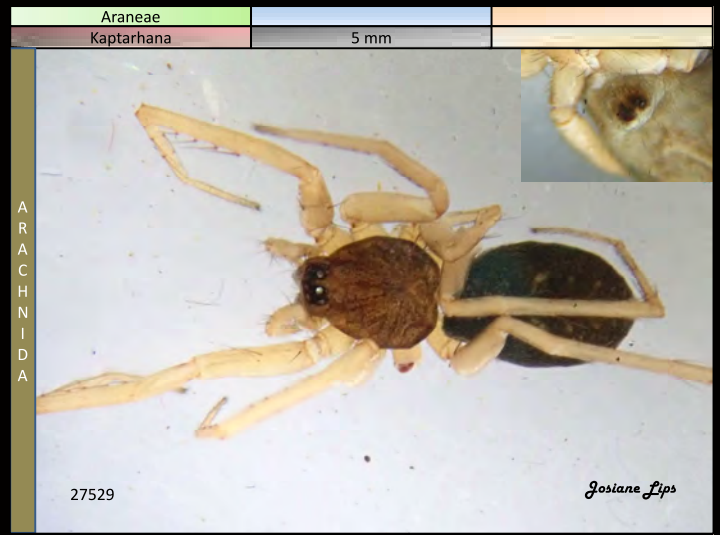 Araneae
Kaptarhana
5 mm
ARACHNIDA
27529
Josiane Lips